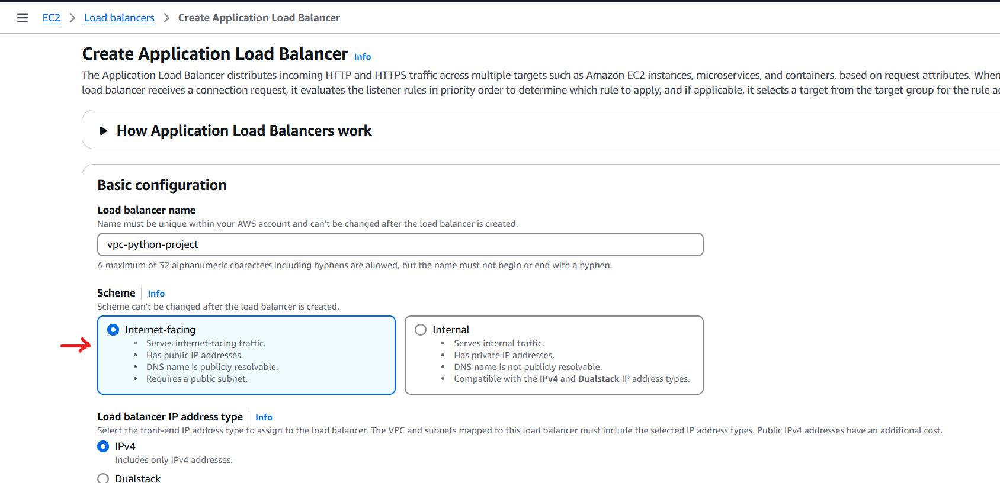 EC2 > Load balancers > Create Application Load Balancer
Create Application Load Balancer Info
The Application Load Balancer distributes incoming HTTP and HTTPS traffic across multiple targets such as Amazon EC2 instances, microservices, and containers, based on request attributes. When
load balancer receives a connection request, it evaluates the listener rules in priority order to determine which rule to apply, and if applicable, it selects a target from the target group for the rule
How Application Load Balancers work
Basic configuration
Load balancer name
Name must be unique within your AWS account and can't be changed after the load balancer is created.
vpc-python-project
A maximum of 32 alphanumeric characters including hyphens are allowed, but the name must not begin or end with a hyphen.
Scheme Info
Scheme can't be changed after the load balancer is created.
Internet-facing
• Serves internet-facing traffic.
• Has public IP addresses.
• DNS name is publicly resolvable.
• Requires a public subnet.
Internal
• Serves internal traffic.
• Has private IP addresses.
• DNS name is not publicly resolvable.
• Compatible with the IPv4 and Dualstack IP address types.
Load balancer IP address type Info
Select the front-end IP address type to assign to the load balancer. The VPC and subnets mapped to this load balancer must include the selected IP address types. Public IPv4 addresses have an additional cost.
IPv4
Includes only IPv4 addresses.
Dualstack